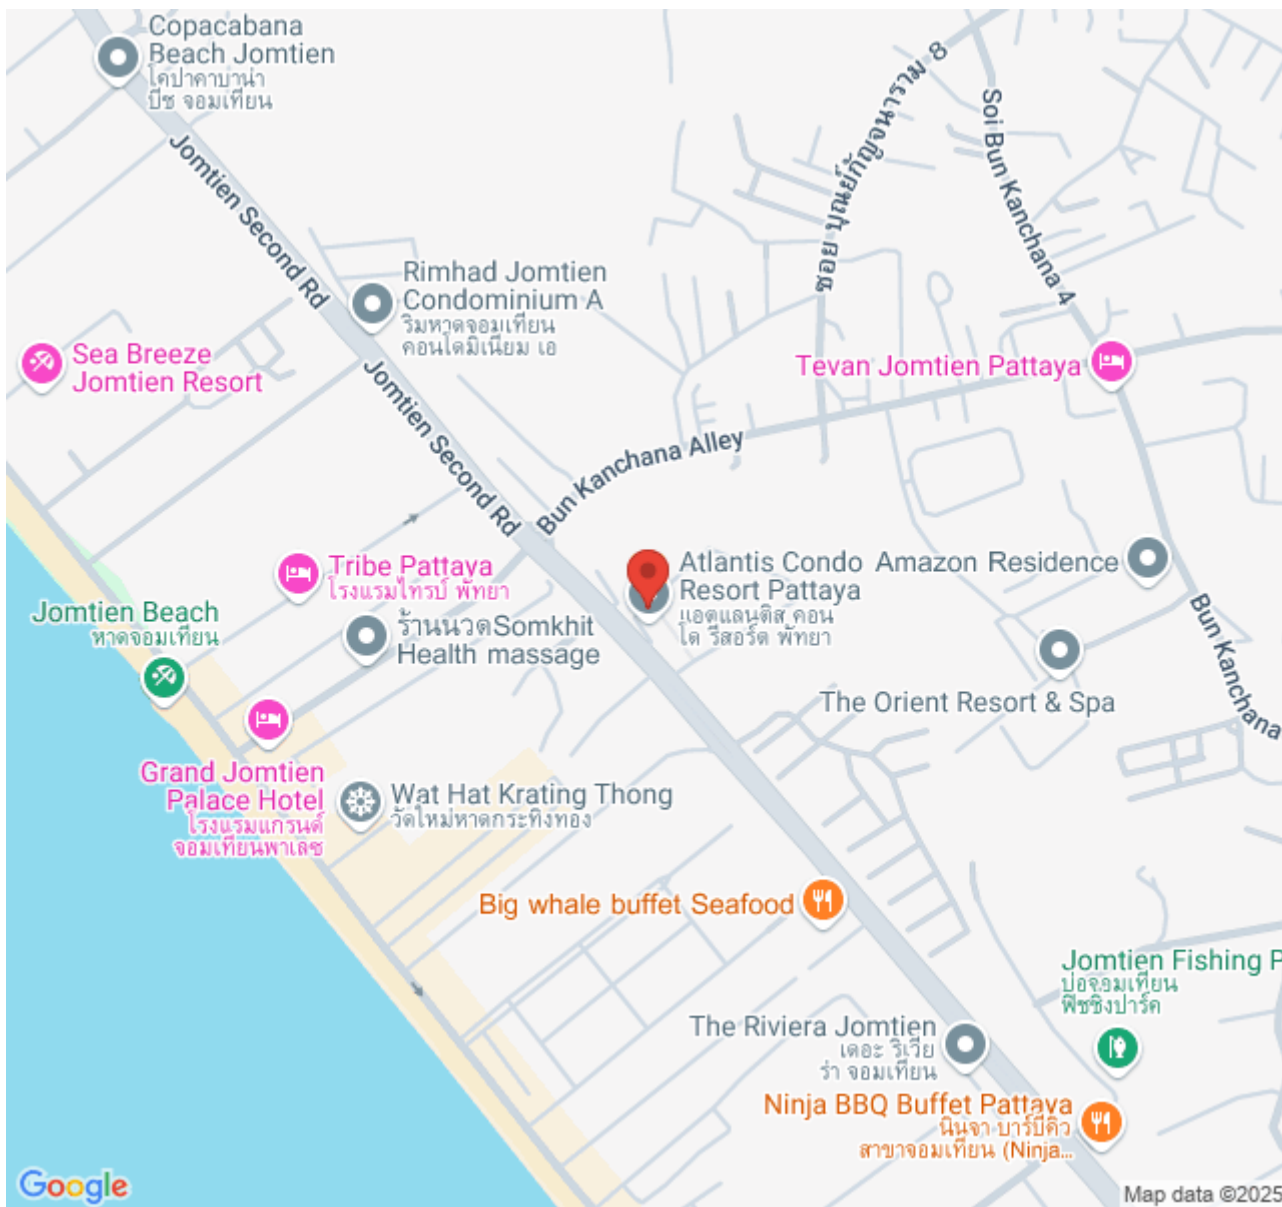 Copacabana
Beach Jomtien
โคปาคาบาน่า
บีช จอมเทียน
ซอย บุณย์กัญจนาราม 8
Soi Bun Kanchana 4
Jomtien Second Rd
Rimhad Jomtien
Condominium A
ริมหาดจอมเทียน
คอนโดมิเนียม เอ
Sea Breeze
Jomtien Resort
Tevan Jomtien Pattaya
Jomtien Second Rd
Bun Kanchana Alley
Tribe Pattaya
โรงแรมไทรบ์ พัทยา
Atlantis Condo
Resort Pattaya
แอตแลนติส คอน
โด รีสอร์ต พัทยา
Amazon Residence
Jomtien Beach
หาดจอมเทียน
ร้านนวดSomkhit
Health massage
Bun Kanchana
The Orient Resort & Spa
Grand Jomtien
Palace Hotel
โรงแรมแกรนด์
จอมเทียนพาเลซ
Wat Hat Krating Thong
วัดใหม่หาดกระทิงทอง
Big whale buffet Seafood
Jomtien Fishing P
บ่อจอมเทียน
ฟิชชิงปาร์ค
The Riviera Jomtien
เดอะ ริเวีย
ร่า จอมเทียน
Ninja BBQ Buffet Pattaya
นินจา บาร์บีคิว
สาขาจอมเทียน (Ninja...
Google
Map data ©2025